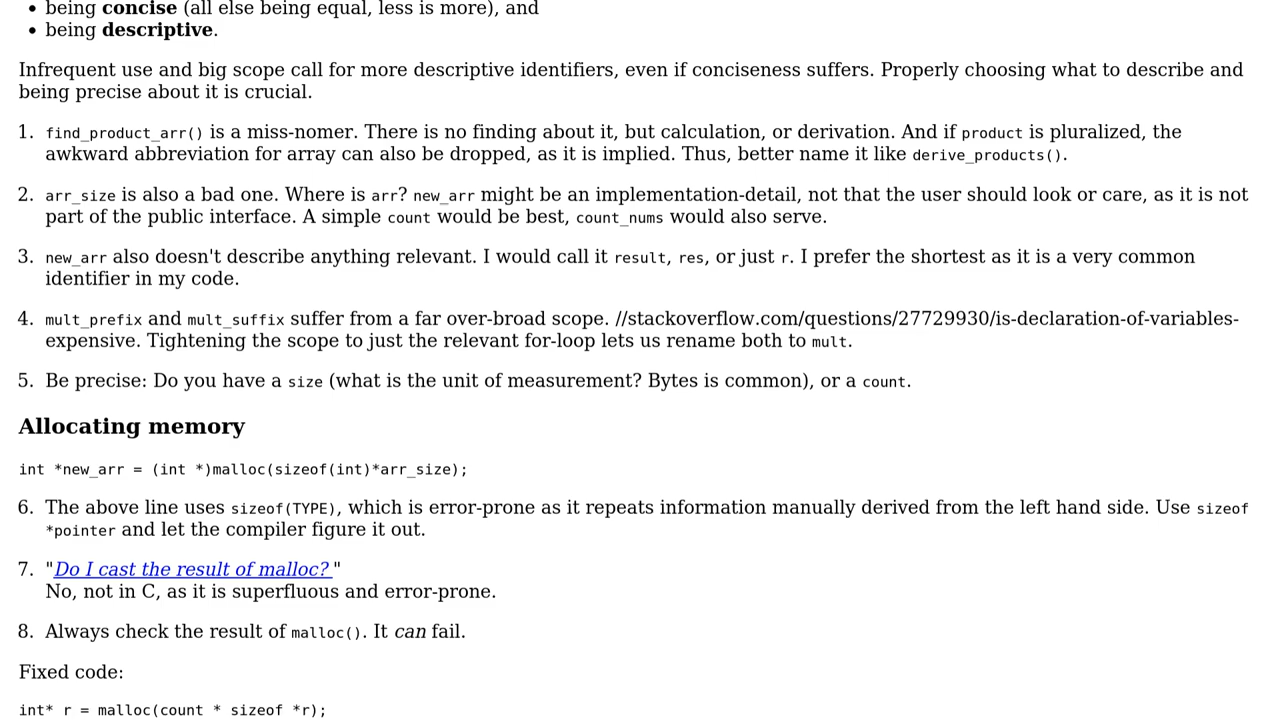 • being concise (all else being equal, less is more), and
• being descriptive.
Infrequent use and big scope call for more descriptive identifiers, even if conciseness suffers. Properly choosing what to describe and
being precise about it is crucial.
1. find_product_arr() is a miss-nomer. There is no finding about it, but calculation, or derivation. And if product is pluralized, the
awkward abbreviation for array can also be dropped, as it is implied. Thus, better name it like derive_products().
2. arr_size is also a bad one. Where is arr? new_arr might be an implementation-detail, not that the user should look or care, as it is not
part of the public interface. A simple count would be best, count_nums would also serve.
3. new_arr also doesn't describe anything relevant. I would call it result, res, or just r. I prefer the shortest as it is a very common
identifier in my code.
4. mult_prefix and mult_suffix suffer from a far over-broad scope. //stackoverflow.com/questions/27729930/is-declaration-of-variables-
expensive. Tightening the scope to just the relevant for-loop lets us rename both to mult.
5. Be precise: Do you have a size (what is the unit of measurement? Bytes is common), or a count.
Allocating memory
int *new_arr = (int *)malloc(sizeof(int)*arr_size);
6. The above line uses sizeof(TYPE), which is error-prone as it repeats information manually derived from the left hand side. Use sizeof
*pointer and let the compiler figure it out.
7. "Do I cast the result of malloc? "
No, not in C, as it is superfluous and error-prone.
8. Always check the result of malloc(). It can fail.
Fixed code:
int* r = malloc(count * sizeof *r);